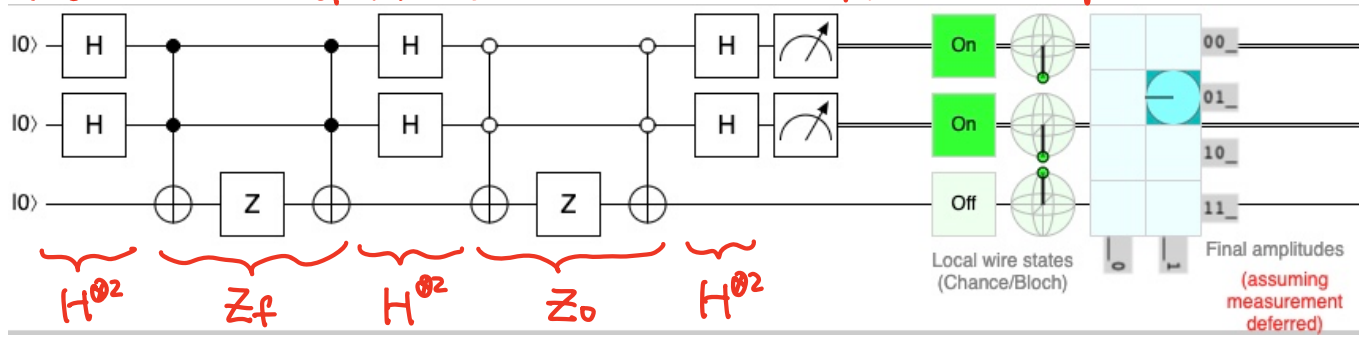 |0⟩ H H H On 00_
01_
|0⟩ H H H On
10_
|0⟩ Z Z Off 11_
H⊗2 Zf H⊗2 Z0 H⊗2
Local wire states
(Chance/Bloch)
|0 |1
Final amplitudes
(assuming
measurement
deferred)